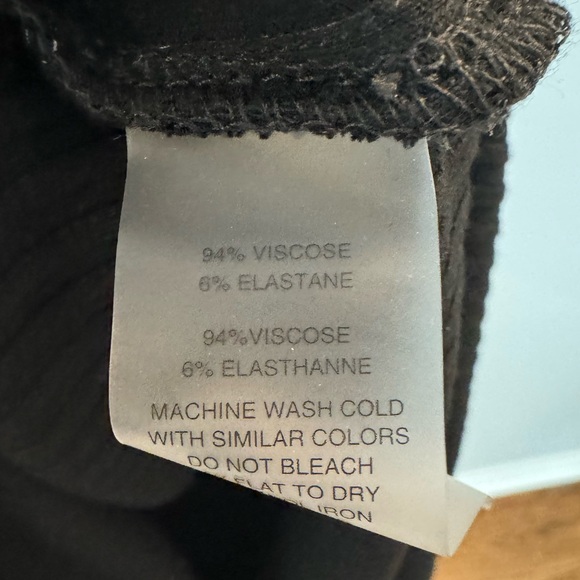 94% VISCOSE
6% ELASTANE
94%VISCOSE
6% ELASTHANNE
MACHINE WASH COLD
WITH SIMILAR COLORS
DO NOT BLEACH
FLAT TO DRY
IRON